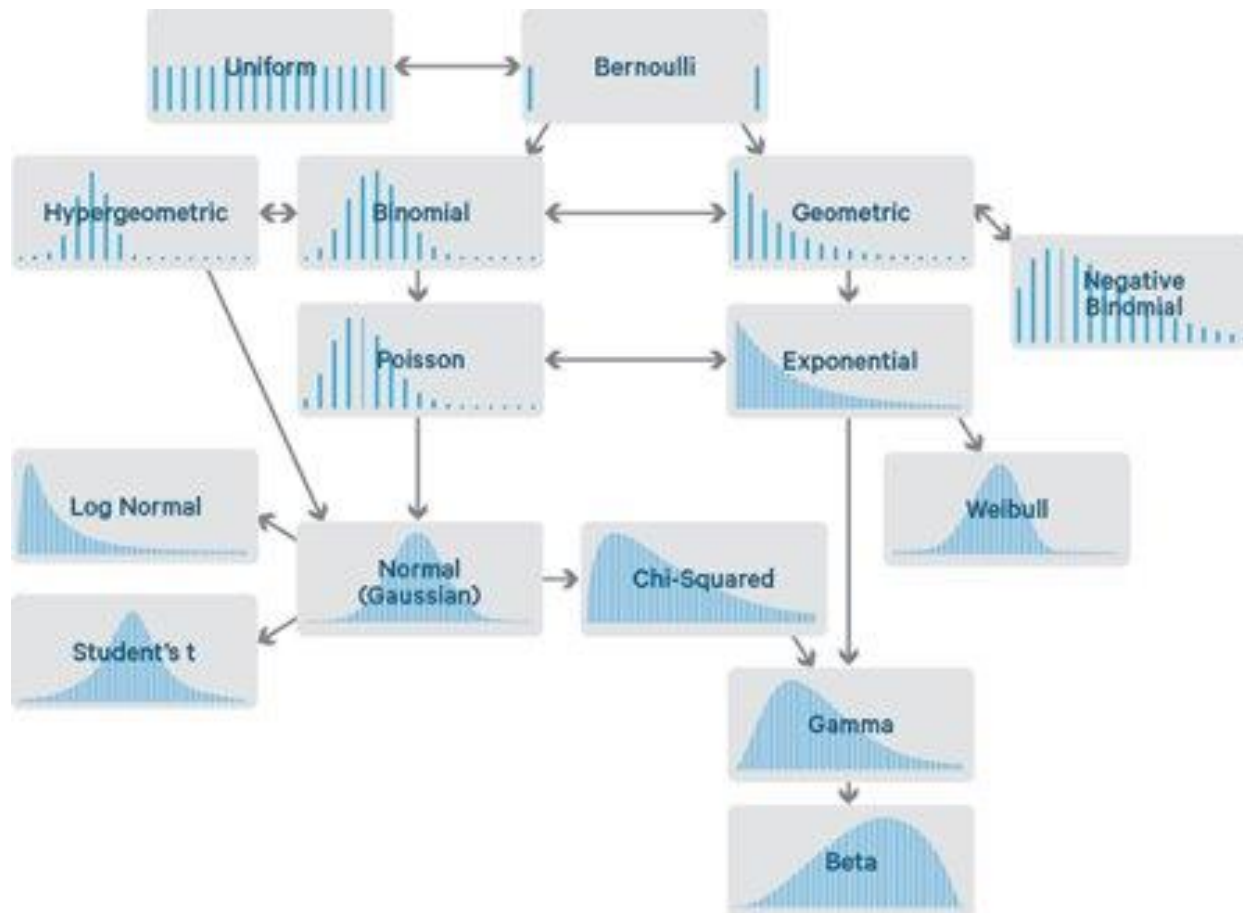 Uniform
Bernoulli
Hypergeometric
Binomial
Geometric
Negative
Binomial
Poisson
Exponential
Log Normal
Weibull
Normal
(Gaussian)
Chi-Squared
Student's t
Gamma
Beta